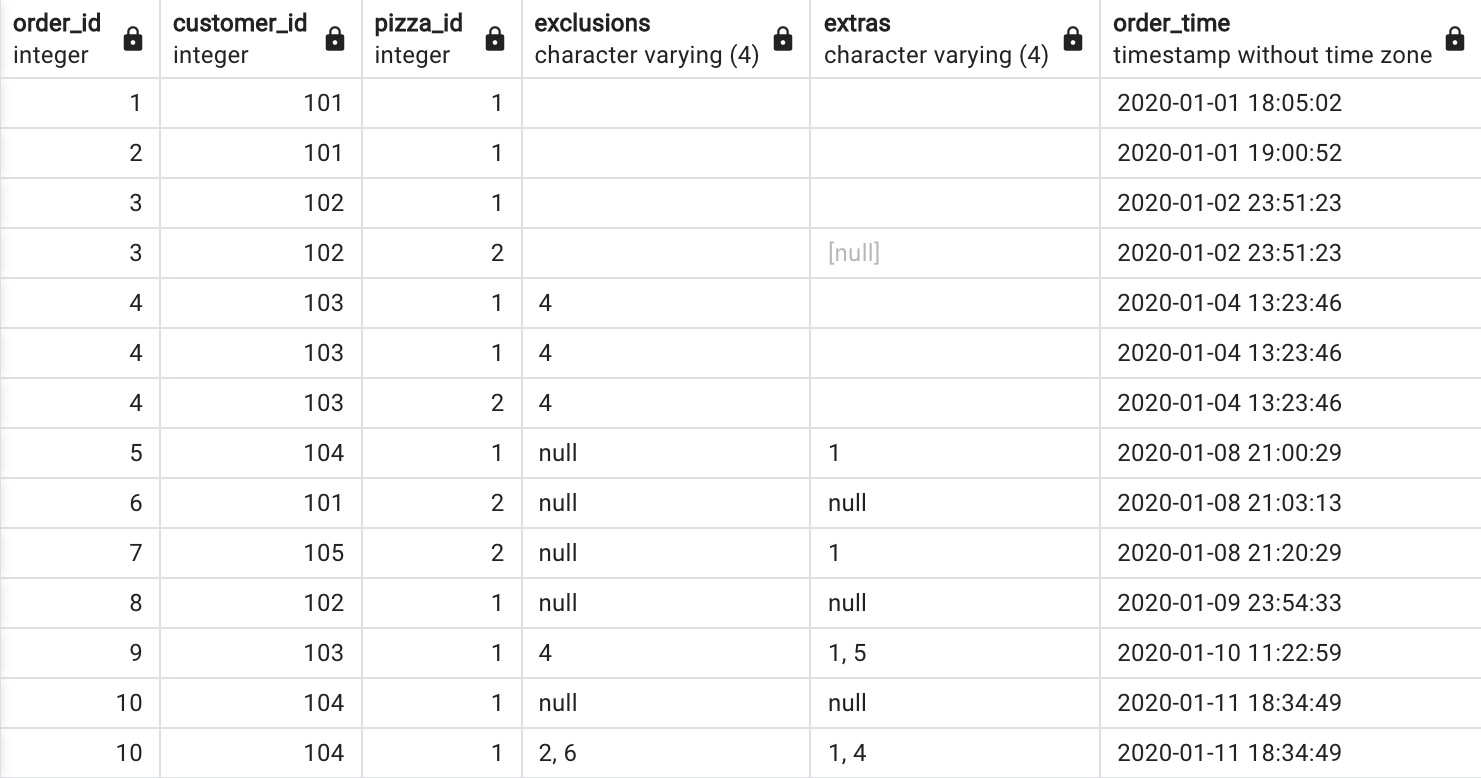 order_id customer_id pizza_id exclusions extras order_time
integer integer integer character varying (4) character varying (4) timestamp without time zone
1 101 1 2020-01-01 18:05:02
2 101 1 2020-01-01 19:00:52
3 102 1 2020-01-02 23:51:23
3 102 2 [null] 2020-01-02 23:51:23
4 103 1 4 2020-01-04 13:23:46
4 103 1 4 2020-01-04 13:23:46
4 103 2 4 2020-01-04 13:23:46
5 104 1 null 1 2020-01-08 21:00:29
6 101 2 null null 2020-01-08 21:03:13
7 105 2 null 1 2020-01-08 21:20:29
8 102 1 null null 2020-01-09 23:54:33
9 103 1 4 1, 5 2020-01-10 11:22:59
10 104 1 null null 2020-01-11 18:34:49
10 104 1 2, 6 1, 4 2020-01-11 18:34:49